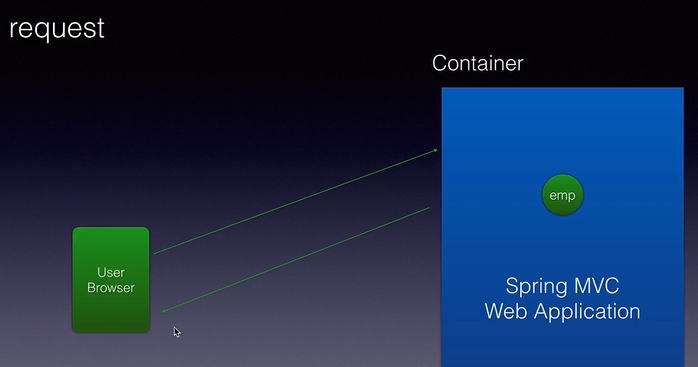 request
Container
emp
User
Browser
Spring MVC
Web Application